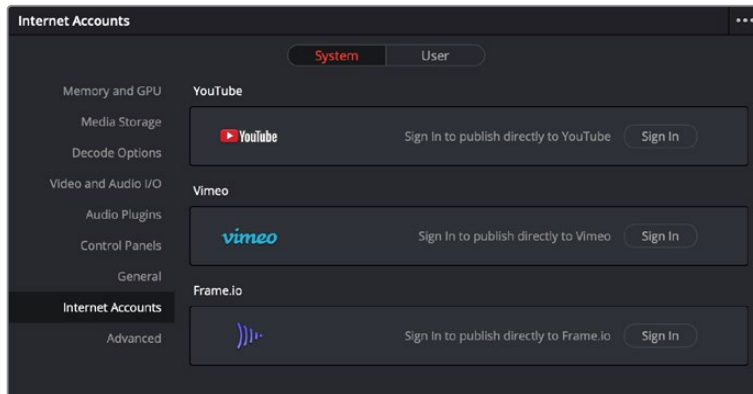 Internet Accounts
System User
Memory and GPU
Media Storage
Decode Options
Video and Audio I/O
Audio Plugins
Control Panels
General
Internet Accounts
Advanced
YouTube
YouTube Sign In to publish directly to YouTube Sign In
Vimeo
vimeo Sign In to publish directly to Vimeo Sign In
Frame.io
Sign In to publish directly to Frame.io Sign In